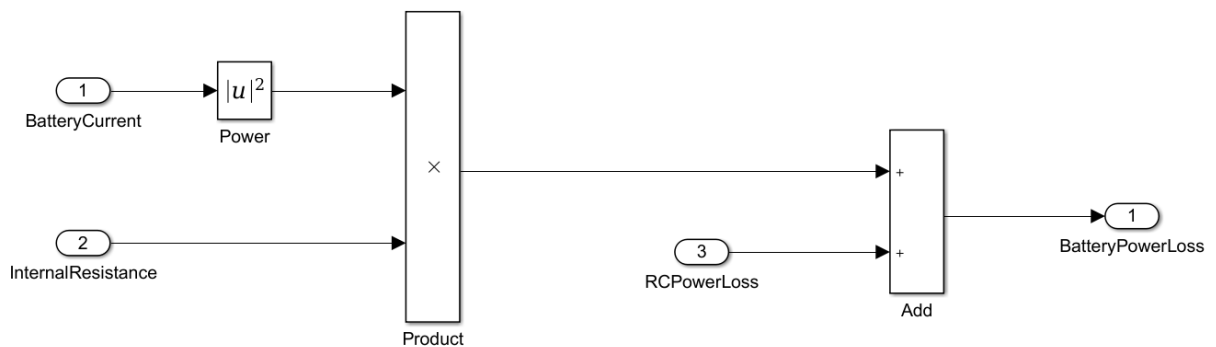 1
BatteryCurrent
|u|²
Power
2
InternalResistance
×
Product
3
RCPowerLoss
+
+
Add
1
BatteryPowerLoss